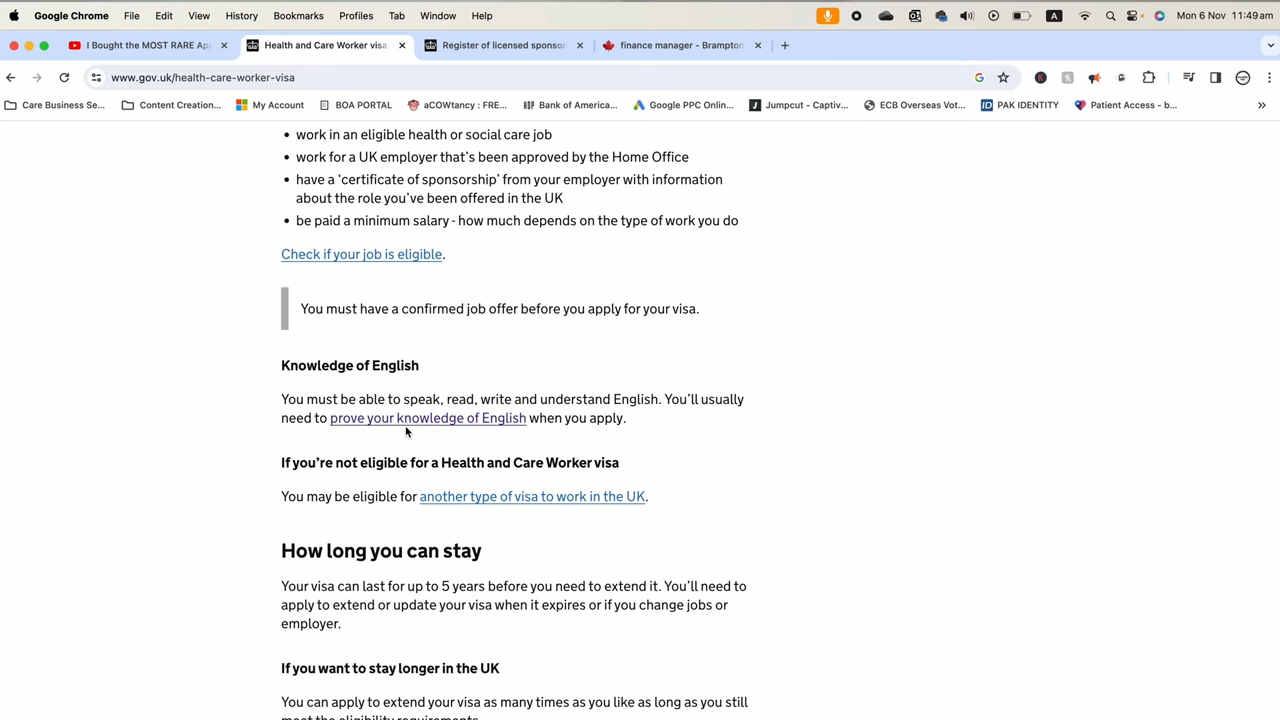 Google Chrome File Edit View History Bookmarks Profiles Tab Window Help A Mon 6 Nov 11:49 am
I Bought the MOST RARE Ap Health and Care Worker visa Register of licensed sponsor finance manager - Brampton
www.gov.uk/health-care-worker-visa
Care Business Se... Content Creation... My Account BOA PORTAL aCOWtancy : FRE... Bank of America... Google PPC Onlin... Jumpcut - Captiv... ECB Overseas Vot... PAK IDENTITY Patient Access - b...
• work in an eligible health or social care job
• work for a UK employer that's been approved by the Home Office
• have a ‘certificate of sponsorship’ from your employer with information
about the role you've been offered in the UK
• be paid a minimum salary - how much depends on the type of work you do
Check if your job is eligible.
You must have a confirmed job offer before you apply for your visa.
Knowledge of English
You must be able to speak, read, write and understand English. You'll usually
need to prove your knowledge of English when you apply.
If you're not eligible for a Health and Care Worker visa
You may be eligible for another type of visa to work in the UK.
How long you can stay
Your visa can last for up to 5 years before you need to extend it. You'll need to
apply to extend or update your visa when it expires or if you change jobs or
employer.
If you want to stay longer in the UK
You can apply to extend your visa as many times as you like as long as you still
meet the eligibility requirements